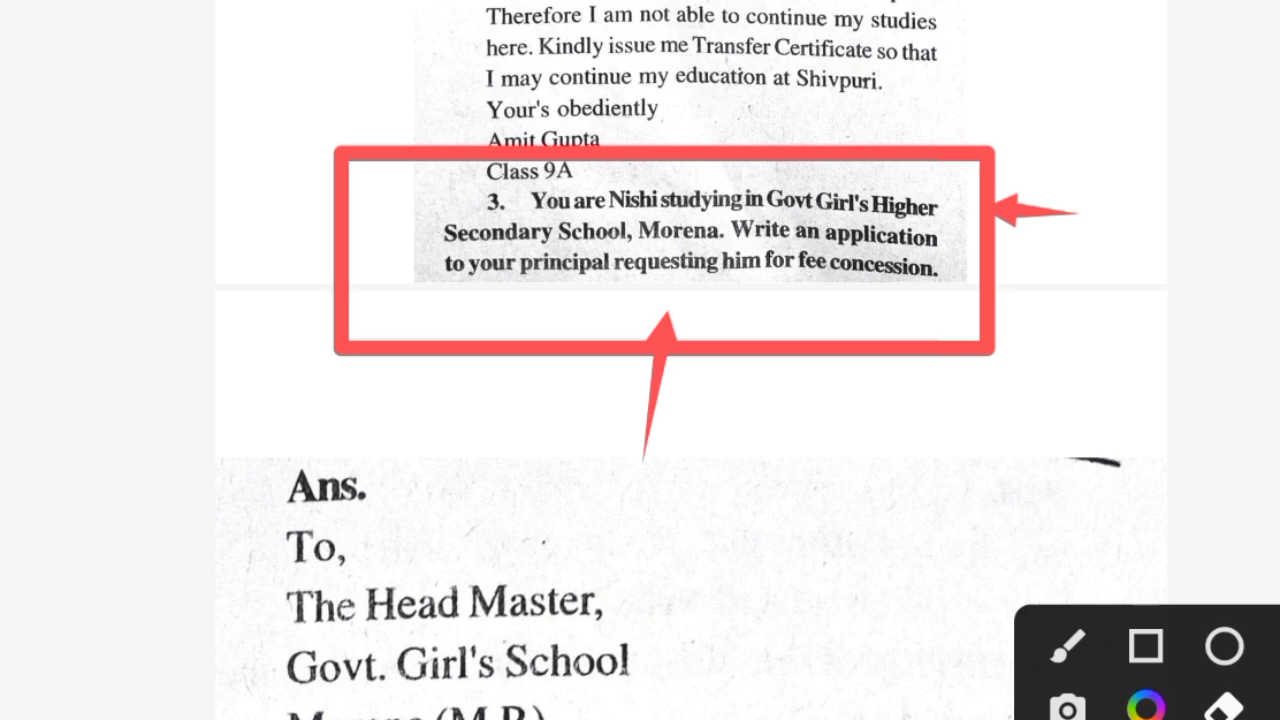 Therefore I am not able to continue my studies
here. Kindly issue me Transfer Certificate so that
I may continue my education at Shivpuri.
Your's obediently
Amit Gupta
Class 9A
3. You are Nishi studying in Govt Girl's Higher
Secondary School, Morena. Write an application
to your principal requesting him for fee concession.
Ans.
To,
The Head Master,
Govt. Girl's School
(M.P.)